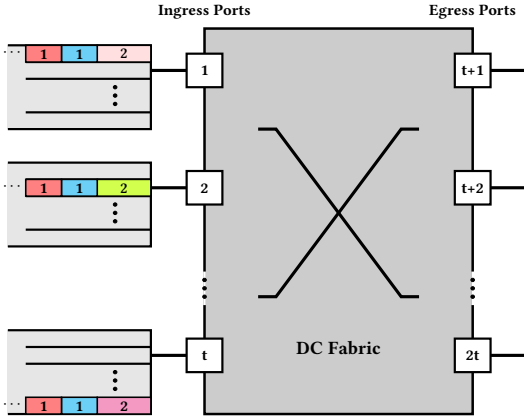 Ingress Ports Egress Ports
... 1 1 2
1 t+1
... 1 1 2
2 t+2
t DC Fabric 2t
... 1 1 2